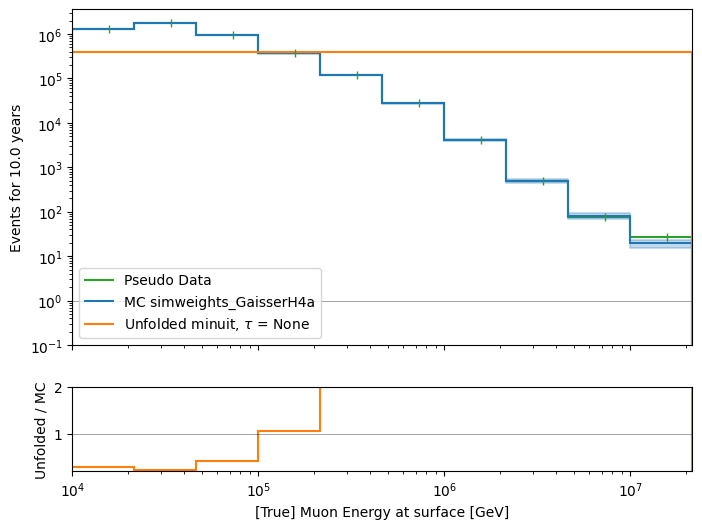 Events for 10.0 years
10^6
10^5
10^4
10^3
10^2
10^1
10^0
10^-1
Pseudo Data
MC simweights_GaisserH4a
Unfolded minuit, τ = None
Unfolded / MC
2
1
10^4 10^5 10^6 10^7
[True] Muon Energy at surface [GeV]